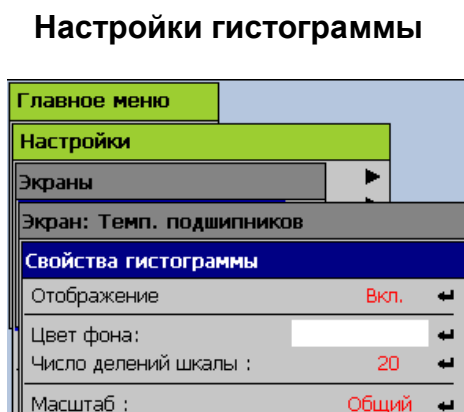 Настройки гистограммы
Главное меню
Настройки
Экраны
Экран: Темп. подшипников
Свойства гистограммы
Отображение Вкл.
Цвет фона:
Число делений шкалы : 20
Масштаб : Общий